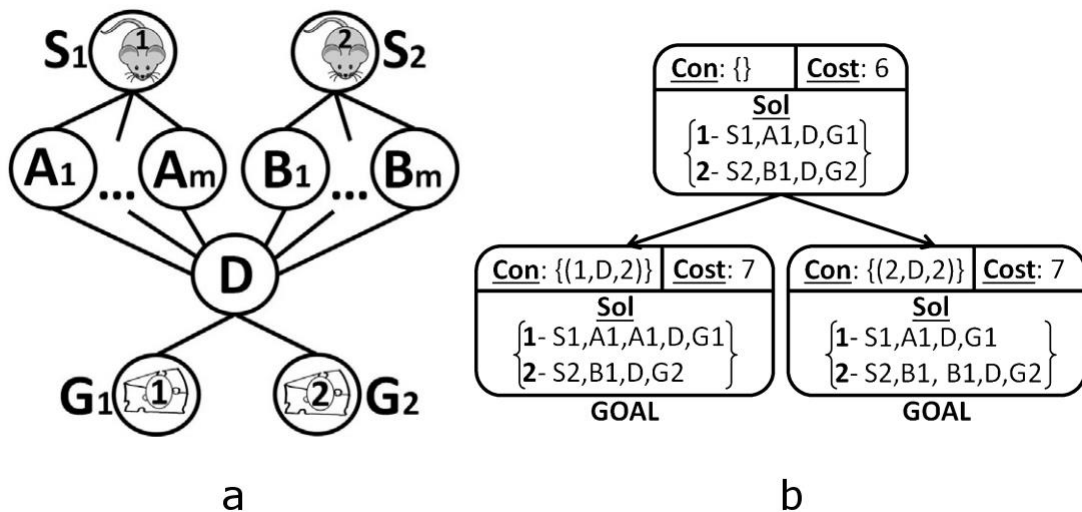 S1 1 2 S2
A1 ... Am B1 ... Bm
D
G1 1 2 G2
a
Con: {} Cost: 6
Sol
1- S1,A1,D,G1
2- S2,B1,D,G2
Con: {(1,D,2)} Cost: 7
Sol
1- S1,A1,A1,D,G1
2- S2,B1,D,G2
GOAL
Con: {(2,D,2)} Cost: 7
Sol
1- S1,A1,D,G1
2- S2,B1, B1,D,G2
GOAL
b